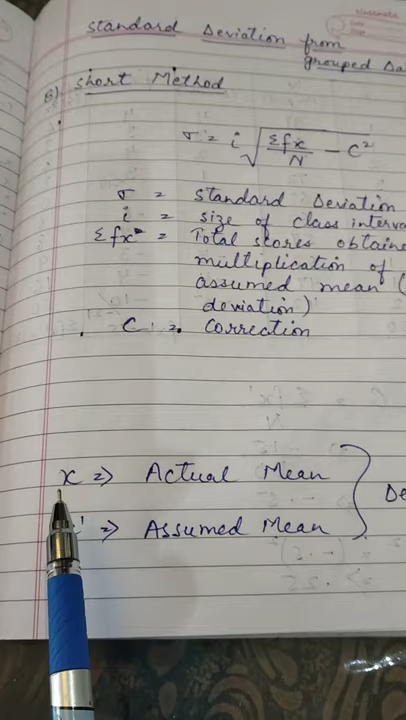 classmate
Standard Deviation from
grouped Da
B) Short Method
σ = i √ Σfx/N - C²
σ = Standard Deviation
i = size of class interva
Σfx = Total scores obtaine
multiplication of
assumed mean (
deviation)
C = Correction
x => Actual Mean
' => Assumed Mean
De